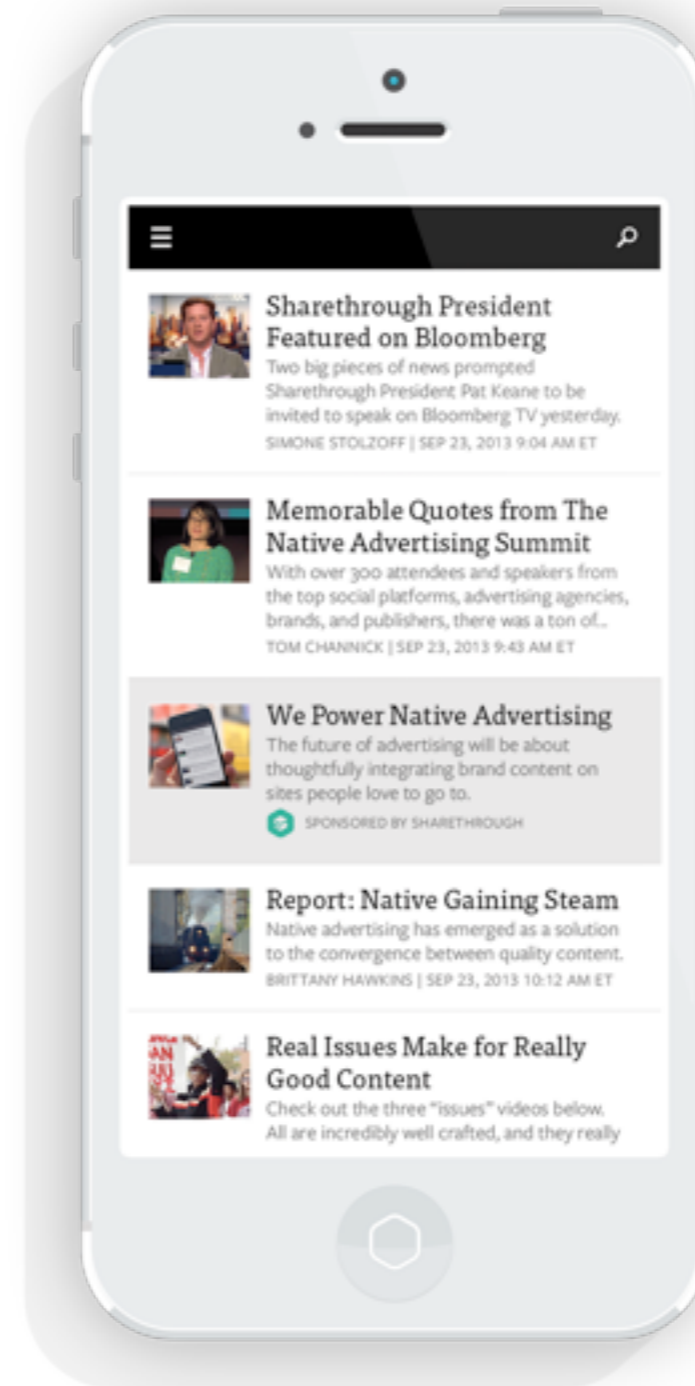 Sharethrough President
Featured on Bloomberg
Two big pieces of news prompted
Sharethrough President Pat Keane to be
invited to speak on Bloomberg TV yesterday.
SIMONE STOLZOFF | SEP 23, 2013 9:04 AM ET
Memorable Quotes from The
Native Advertising Summit
With over 300 attendees and speakers from
the top social platforms, advertising agencies,
brands, and publishers, there was a ton of...
TOM CHANNICK | SEP 23, 2013 9:43 AM ET
We Power Native Advertising
The future of advertising will be about
thoughtfully integrating brand content on
sites people love to go to.
SPONSORED BY SHARETHROUGH
Report: Native Gaining Steam
Native advertising has emerged as a solution
to the convergence between quality content.
BRITTANY HAWKINS | SEP 23, 2013 10:12 AM ET
Real Issues Make for Really
Good Content
Check out the three "issues" videos below.
All are incredibly well crafted, and they really